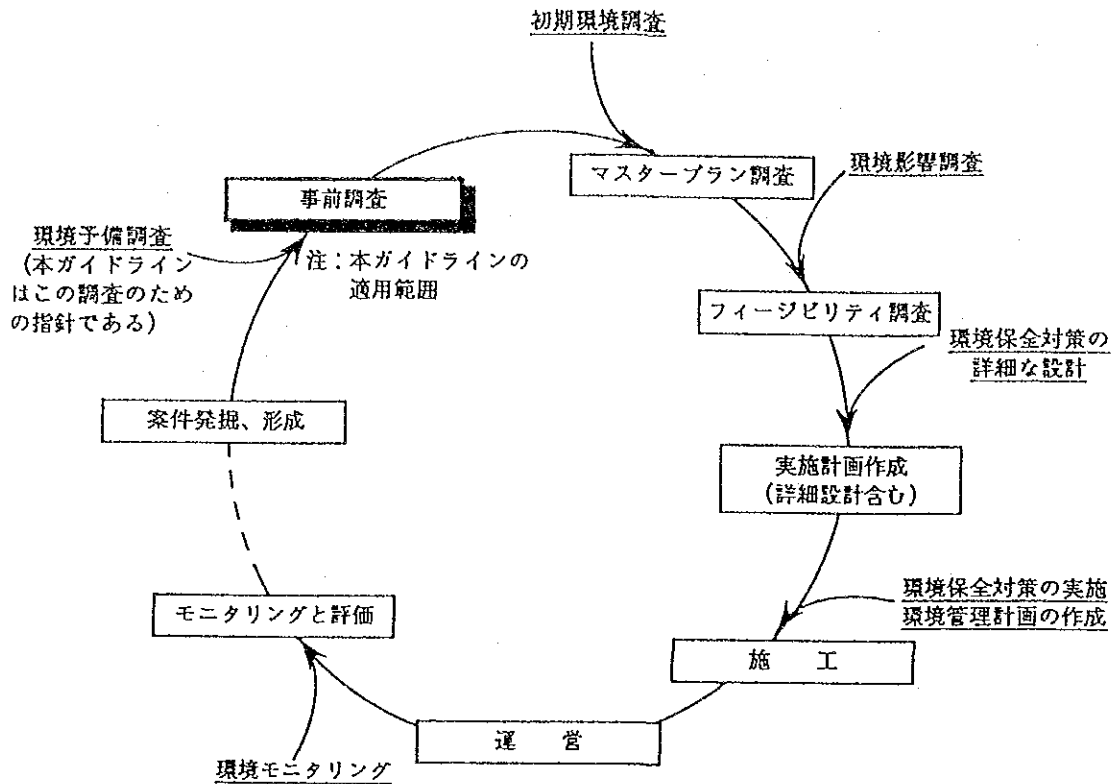 初期環境調査
マスタープラン調査
環境影響調査
事前調査
環境予備調査
(本ガイドライン
はこの調査のため
の指針である)
注:本ガイドラインの
適用範囲
フィージビリティ調査
環境保全対策の
詳細な設計
案件発掘、形成
実施計画作成
(詳細設計含む)
環境保全対策の実施
環境管理計画の作成
モニタリングと評価
施 工
運 営
環境モニタリング